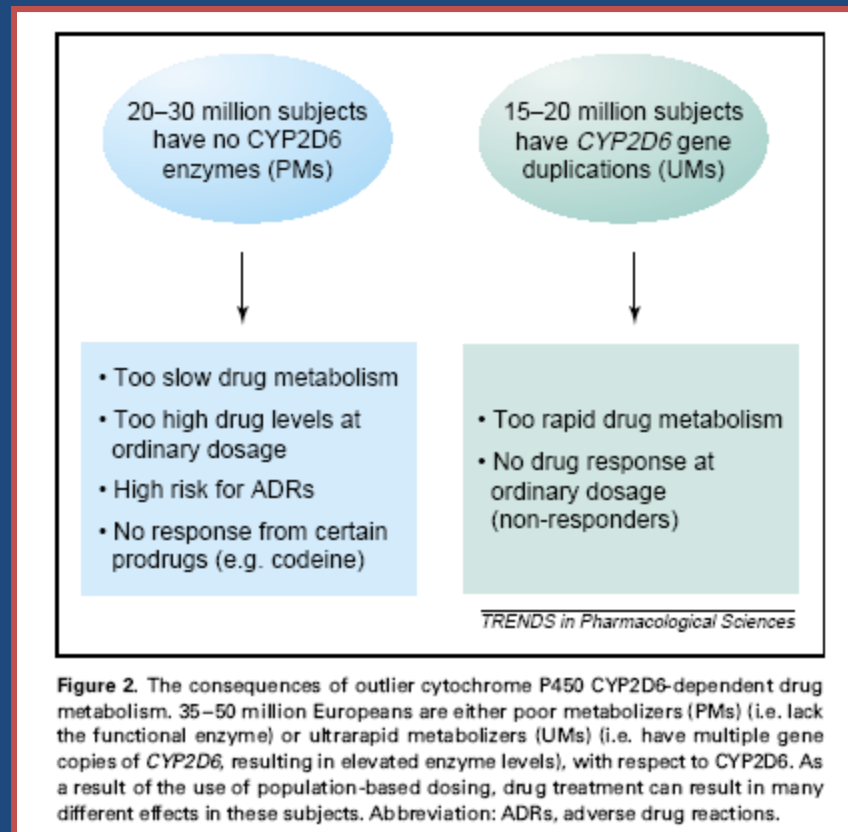 20–30 million subjects
have no CYP2D6
enzymes (PMs)
15–20 million subjects
have CYP2D6 gene
duplications (UMs)
• Too slow drug metabolism
• Too high drug levels at
ordinary dosage
• High risk for ADRs
• No response from certain
prodrugs (e.g. codeine)
• Too rapid drug metabolism
• No drug response at
ordinary dosage
(non-responders)
TRENDS in Pharmacological Sciences
Figure 2. The consequences of outlier cytochrome P450 CYP2D6-dependent drug
metabolism. 35–50 million Europeans are either poor metabolizers (PMs) (i.e. lack
the functional enzyme) or ultrarapid metabolizers (UMs) (i.e. have multiple gene
copies of CYP2D6, resulting in elevated enzyme levels), with respect to CYP2D6. As
a result of the use of population-based dosing, drug treatment can result in many
different effects in these subjects. Abbreviation: ADRs, adverse drug reactions.